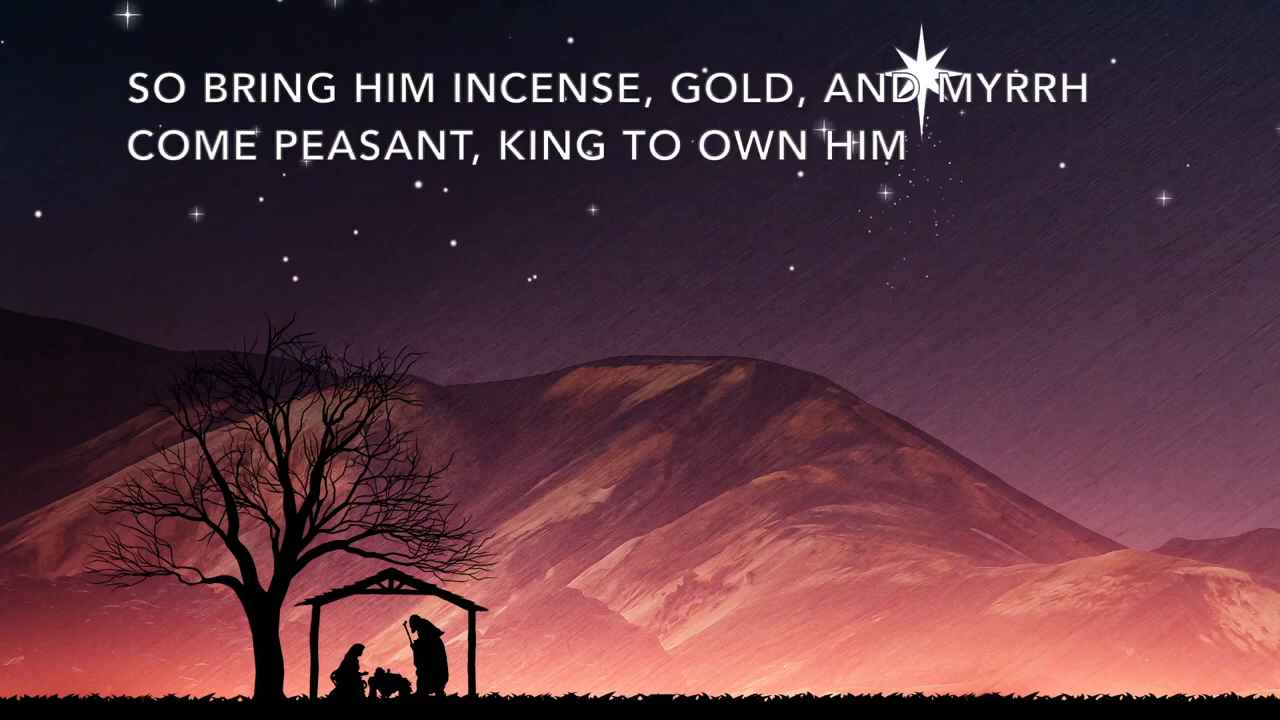 SO BRING HIM INCENSE, GOLD, AND MYRRH
COME PEASANT, KING TO OWN HIM